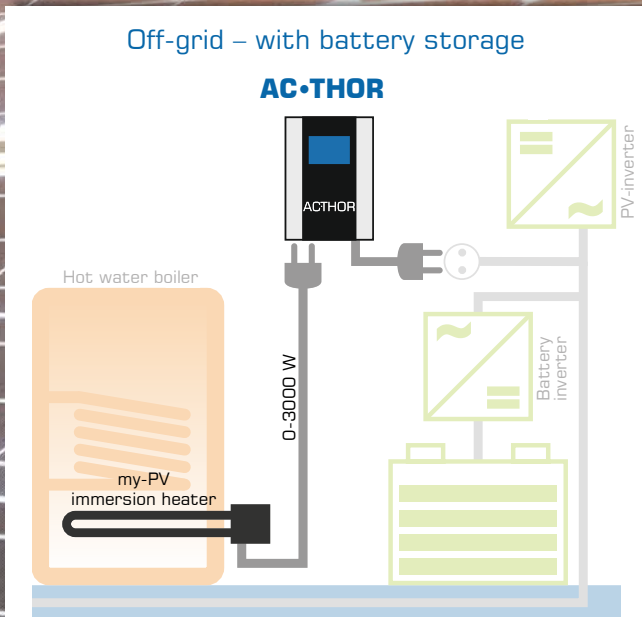 Off-grid – with battery storage
AC•THOR
ACTHOR
PV-inverter
Hot water boiler
0-3000 W
Battery
inverter
my-PV
immersion heater